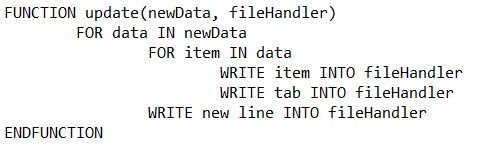 FUNCTION update(newData, fileHandler)
        FOR data IN newData
                FOR item IN data
                        WRITE item INTO fileHandler
                        WRITE tab INTO fileHandler
                WRITE new line INTO fileHandler
ENDFUNCTION